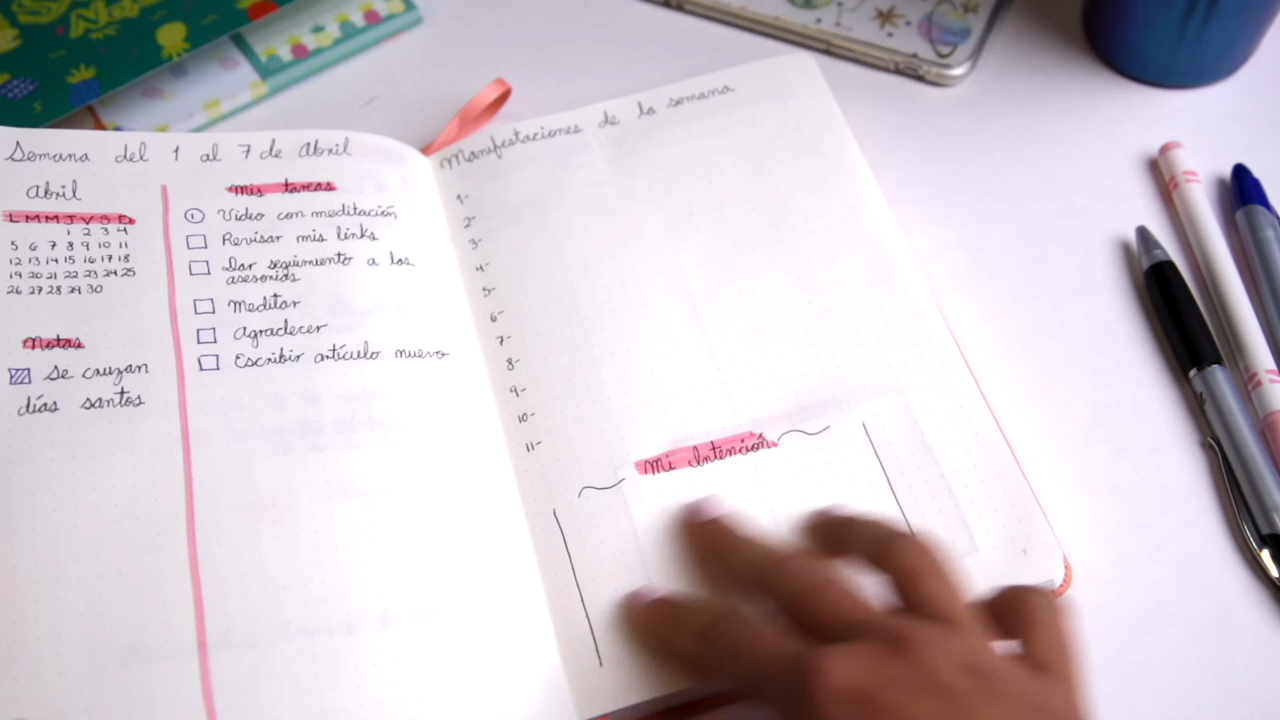 Semana del 1 al 7 de Abril
Abril
L M M J V S D
1 2 3 4
5 6 7 8 9 10 11
12 13 14 15 16 17 18
19 20 21 22 23 24 25
26 27 28 29 30
Notas
Se cruzan
días santos
Mis tareas
Video con meditación
Revisar mis links
Dar seguimiento a las
asesorías
Meditar
Agradecer
Escribir artículo nuevo
Manifestaciones de la semana
1-
2-
3-
4-
5-
6-
7-
8-
9-
10-
11-
Mi Intención